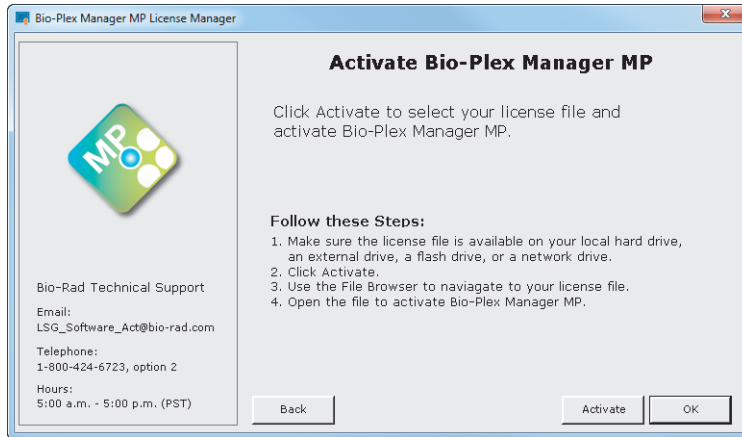 Bio-Plex Manager MP License Manager
Activate Bio-Plex Manager MP
Click Activate to select your license file and
activate Bio-Plex Manager MP.
MP
Follow these Steps:
1. Make sure the license file is available on your local hard drive,
an external drive, a flash drive, or a network drive.
2. Click Activate.
3. Use the File Browser to naviagate to your license file.
4. Open the file to activate Bio-Plex Manager MP.
Bio-Rad Technical Support
Email:
LSG_Software_Act@bio-rad.com
Telephone:
1-800-424-6723, option 2
Hours:
5:00 a.m. - 5:00 p.m. (PST)
Back
Activate
OK